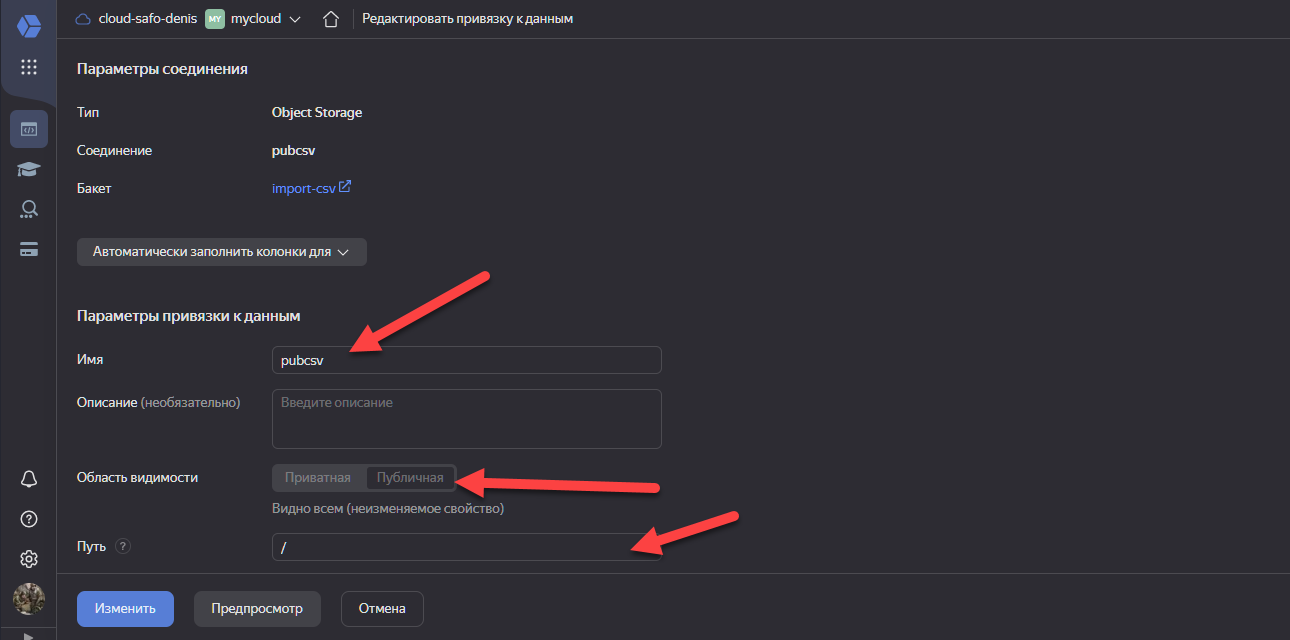 cloud-safo-denis MY mycloud Редактировать привязку к данным
Параметры соединения
Тип Object Storage
Соединение pubcsv
Бакет import-csv
Автоматически заполнить колонки для
Параметры привязки к данным
Имя pubcsv
Описание (необязательно) Введите описание
Область видимости Приватная Публичная
Видно всем (неизменяемое свойство)
Путь ? /
Изменить Предпросмотр Отмена